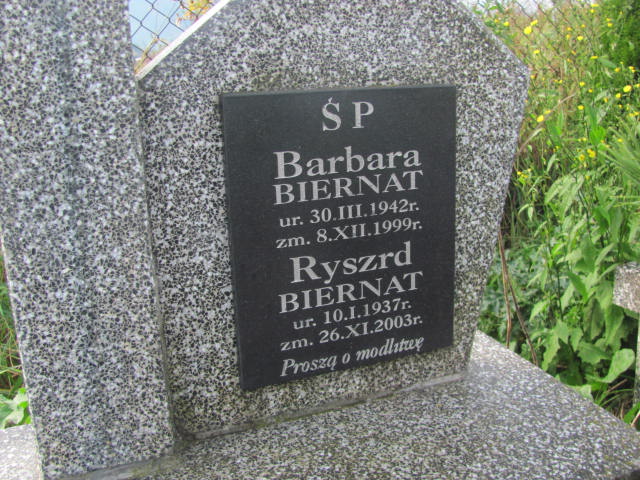 ŚP
Barbara
BIERNAT
ur. 30.III.1942r.
zm. 8.XII.1999r.
Ryszrd
BIERNAT
ur. 10.I.1937r.
zm. 26.XI.2003r.
Proszą o modlitwę